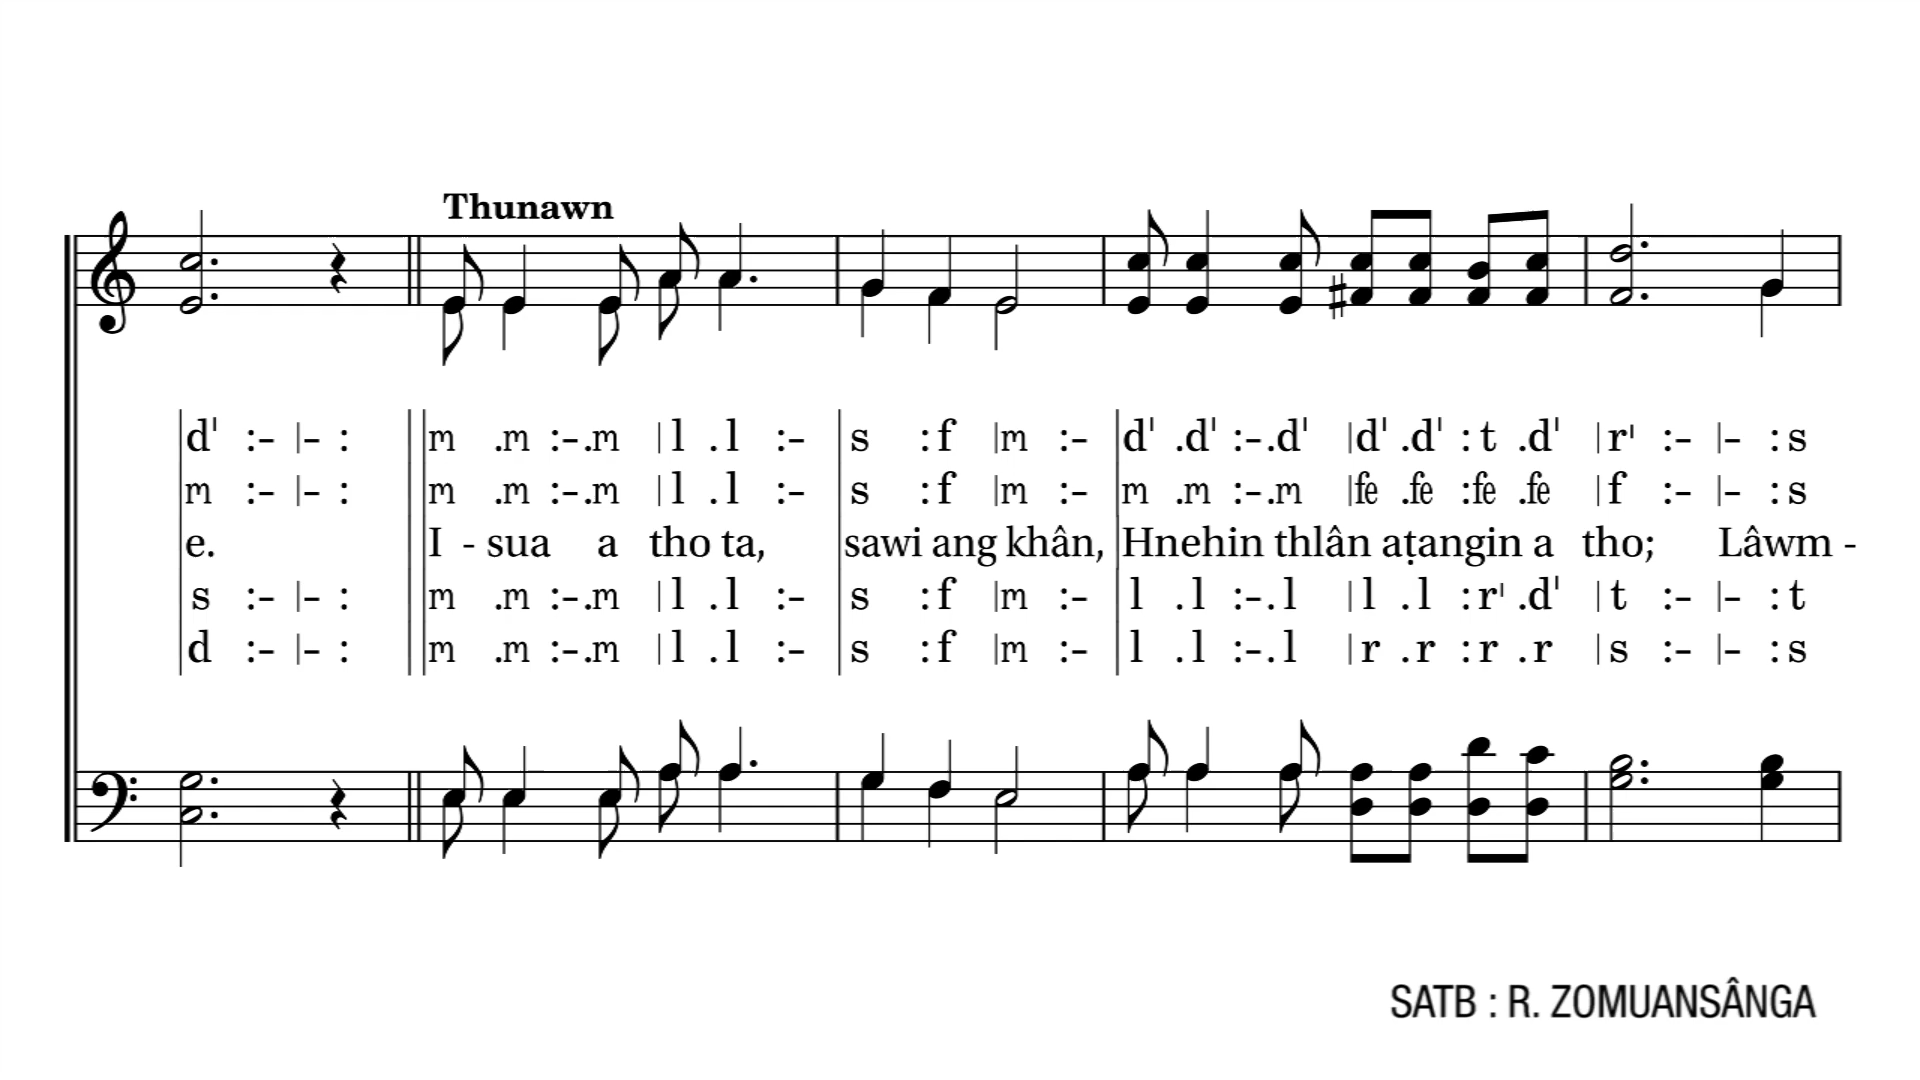 Thunawn
|d' :– |– : || m .m :–.m |l .l :– |s :f |m :– |d' .d' :–.d' |d' .d' :t .d' |r' :– |– :s
|m :– |– : || m .m :–.m |l .l :– |s :f |m :– |m .m :–.m |fe .fe :fe .fe |f :– |– :s
e. I - sua a tho ta, sawi ang khân, Hnehin thlân aṭangin a tho; Lâwm -
|s :– |– : || m .m :–.m |l .l :– |s :f |m :– |l .l :–.l |l .l :r' .d' |t :– |– :t
|d :– |– : || m .m :–.m |l .l :– |s :f |m :– |l .l :–.l |r .r :r .r |s :– |– :s
SATB : R. ZOMUANSÂNGA